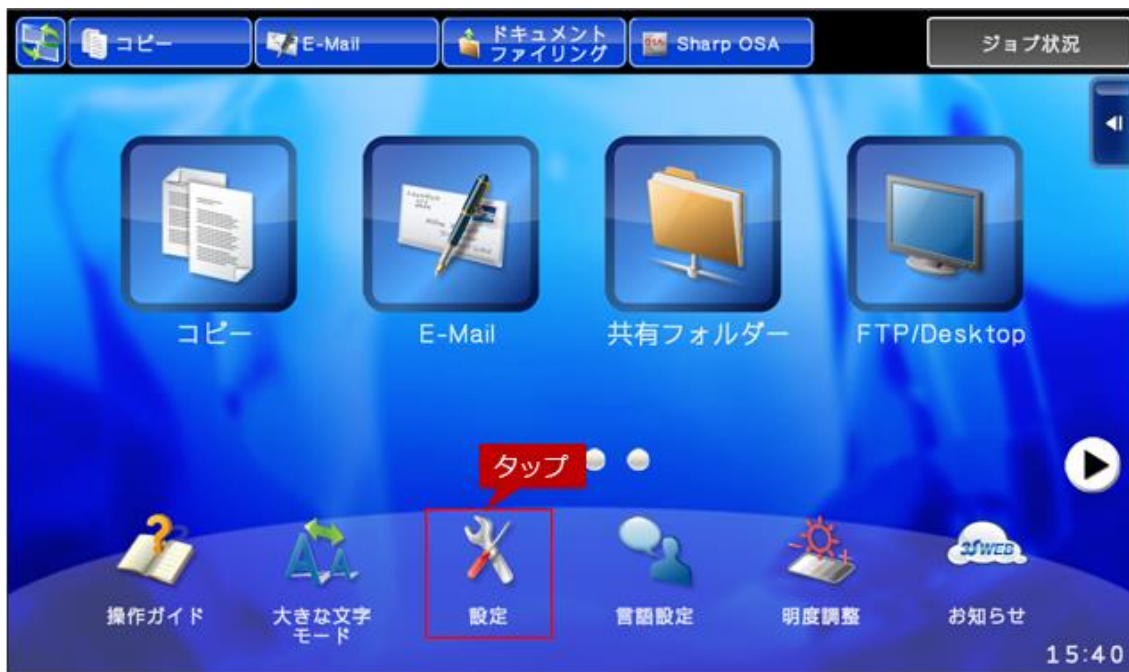 コピー
E-Mail
ドキュメント
ファイリング
Sharp OSA
ジョブ状況
コピー
E-Mail
共有フォルダー
FTP/Desktop
タップ
操作ガイド
大きな文字
モード
設定
言語設定
明度調整
お知らせ
15:40